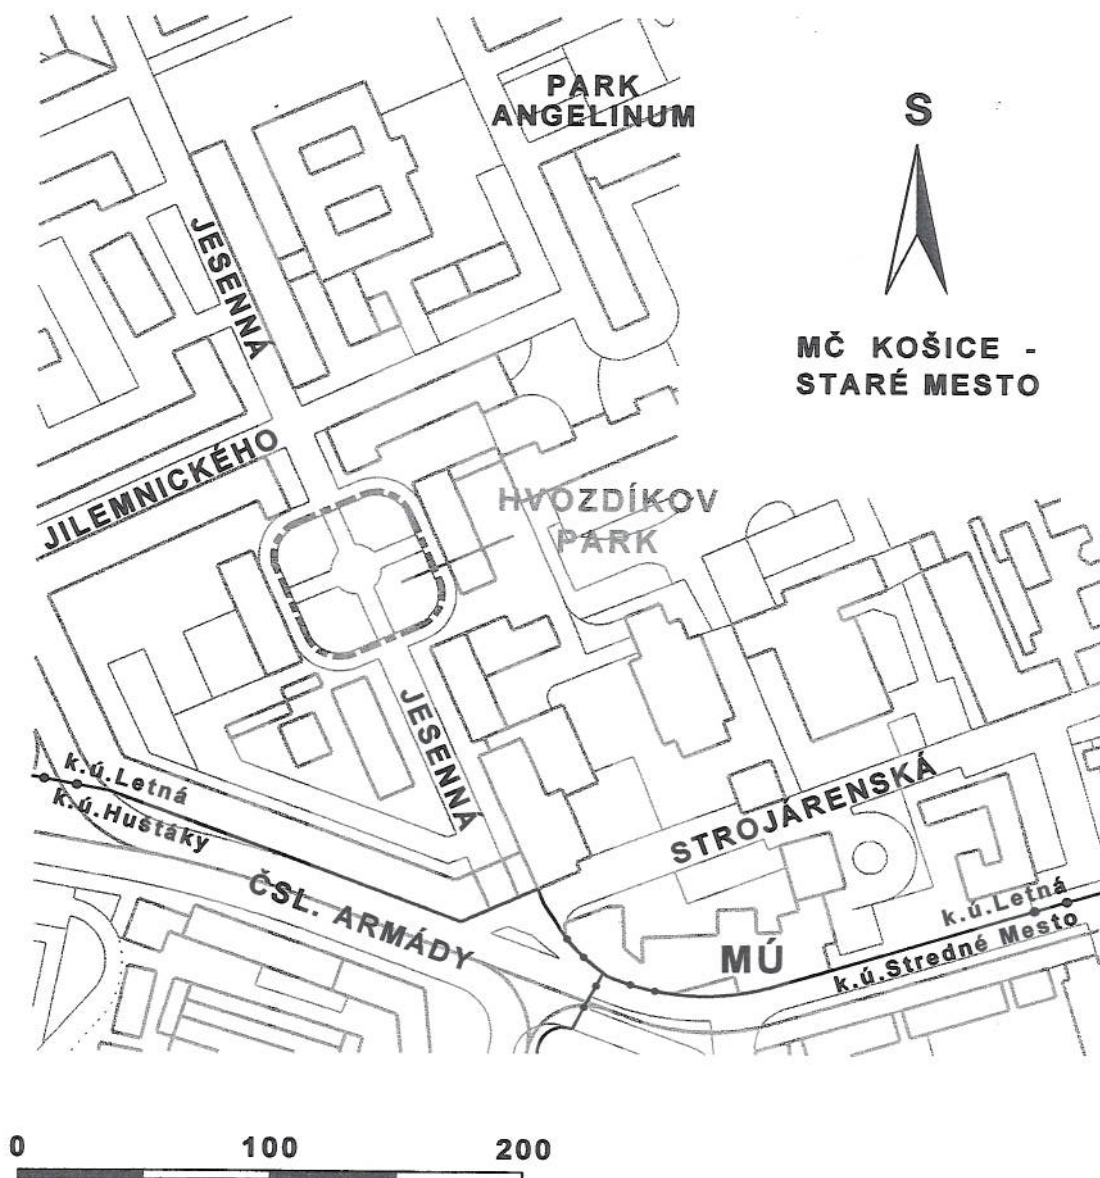 PARK
ANGELINUM
S
MČ KOŠICE -
STARÉ MESTO
JESENNÁ
JILEMNICKÉHO
HVOZDÍKOV
PARK
JESENNÁ
k.ú.Letná
k.ú.Huštáky
STROJÁRENSKÁ
ČSL. ARMÁDY
MÚ
k.ú.Letná
k.ú.Stredné Mesto
0 100 200